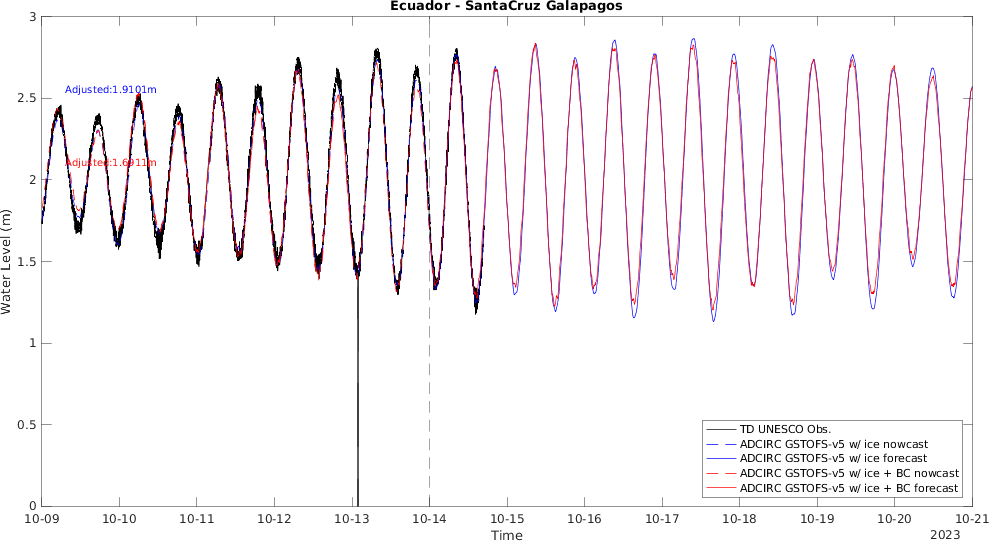 Ecuador - SantaCruz Galapagos
Water Level (m)
3
2.5
2
1.5
1
0.5
0
Adjusted:1.9101m
Adjusted:1.6911m
TD UNESCO Obs.
ADCIRC GSTOFS-v5 w/ ice nowcast
ADCIRC GSTOFS-v5 w/ ice forecast
ADCIRC GSTOFS-v5 w/ ice + BC nowcast
ADCIRC GSTOFS-v5 w/ ice + BC forecast
10-09 10-10 10-11 10-12 10-13 10-14 10-15 10-16 10-17 10-18 10-19 10-20 10-21
Time
2023